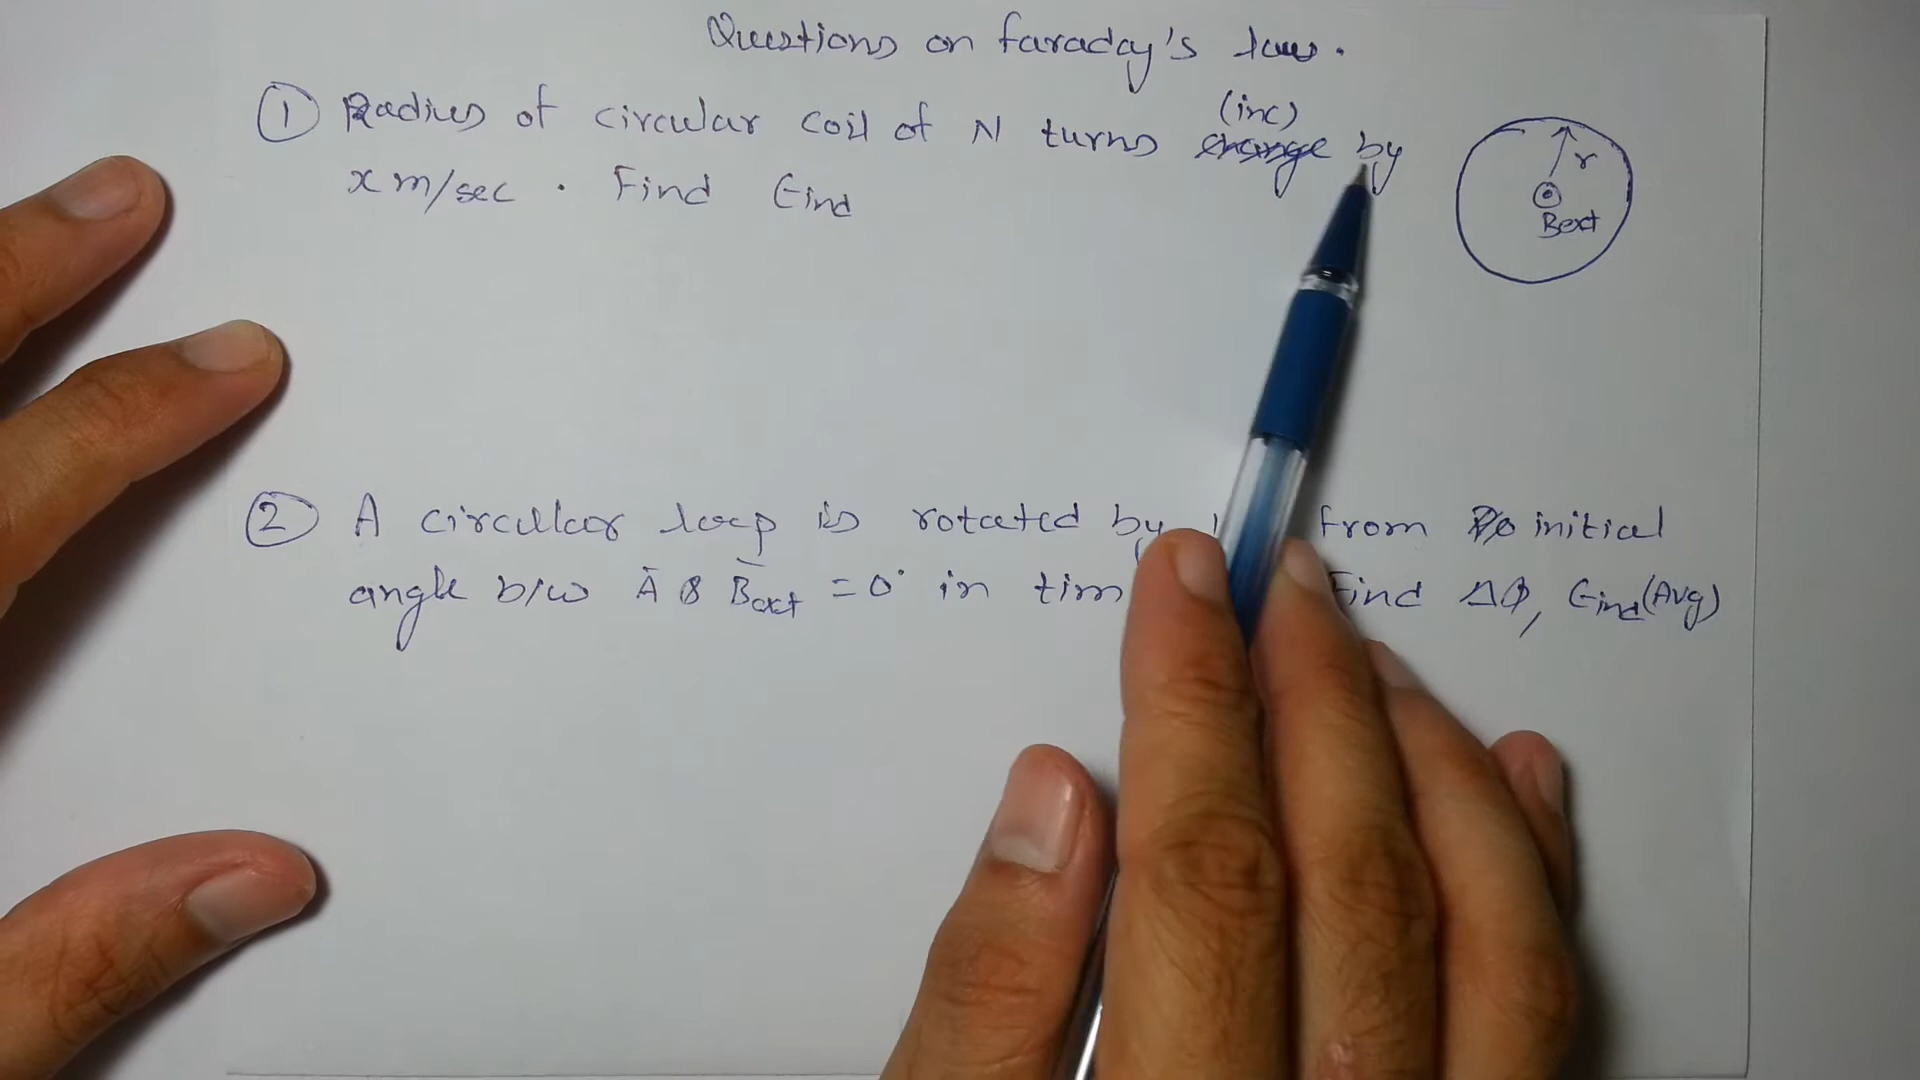 Questions on faraday's law.
(inc)
① Radius of circular coil of N turns change by
x m/sec. Find Eind
r
Bext
② A circular loop is rotated by from initial
angle b/w A & Bext = 0° in tim Find Δϕ, Eind(Avg)